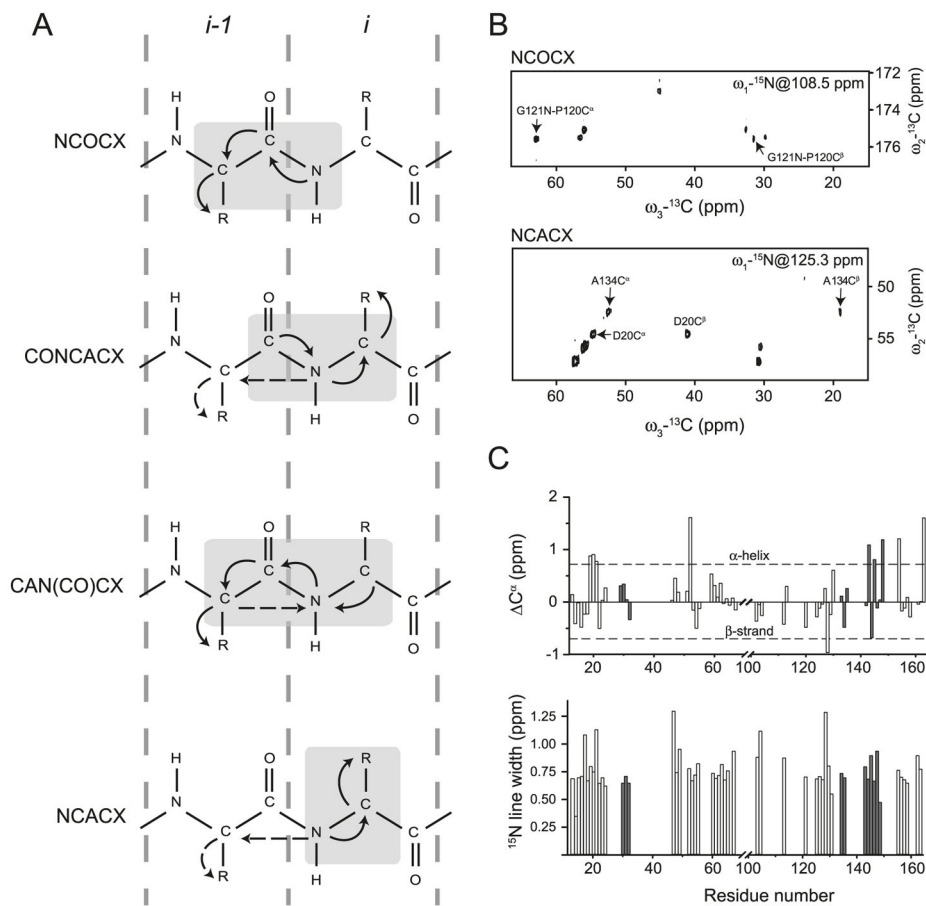 A
i-1
i
NCOCX
H
N
C
R
O
C
N
H
R
C
C
O
CONCACX
H
N
C
R
O
C
N
H
R
C
C
O
CAN(CO)CX
H
N
C
R
O
C
N
H
R
C
C
O
NCACX
H
N
C
R
O
C
N
H
R
C
C
O
B
NCOCX
ω1-15N@108.5 ppm
G121N-P120Cα
G121N-P120Cβ
172
174
176
ω2-13C (ppm)
60
50
40
30
20
ω3-13C (ppm)
NCACX
ω1-15N@125.3 ppm
A134Cα
A134Cβ
D20Cα
D20Cβ
50
55
ω2-13C (ppm)
60
50
40
30
20
ω3-13C (ppm)
C
2
1
0
-1
ΔCα (ppm)
α-helix
β-strand
20
40
60
100
120
140
160
1.25
1.00
0.75
0.50
0.25
15N line width (ppm)
20
40
60
100
120
140
160
Residue number